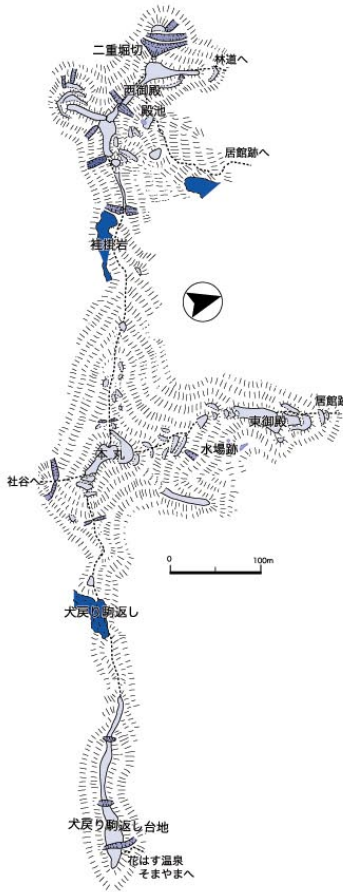 二重堀切
林道へ
西御殿
殿池
居館跡へ
袿掛岩
居館跡
東御殿
本丸
水場跡
社谷へ
0 100m
犬戻り駒返し
犬戻り駒返し台地
花はす温泉
そまやまへ